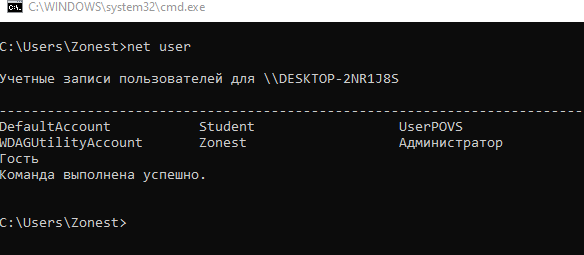 C:\WINDOWS\system32\cmd.exe
C:\Users\Zonest>net user
Учетные записи пользователей для \\DESKTOP-2NR1J8S
-------------------------------------------------------------------------------
DefaultAccount           Student                  UserPOVS
WDAGUtilityAccount       Zonest                   Администратор
Гость
Команда выполнена успешно.
C:\Users\Zonest>